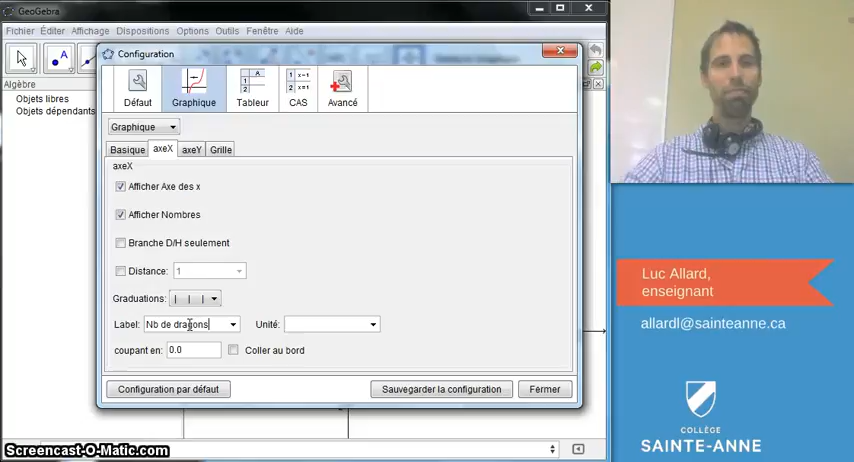 GeoGebra
Fichier Éditer Affichage Dispositions Options Outils Fenêtre Aide
Configuration
Algèbre
Objets libres
Objets dépendants
Défaut Graphique Tableur CAS Avancé
Graphique
Basique axeX axeY Grille
axeX
Afficher Axe des x
Afficher Nombres
Branche D/H seulement
Distance: 1
Graduations:
Label: Nb de dragons Unité:
coupant en: 0.0 Coller au bord
Configuration par défaut Sauvegarder la configuration Fermer
Screencast-O-Matic.com
Luc Allard,
enseignant
allardl@sainteanne.ca
COLLÈGE
SAINTE-ANNE